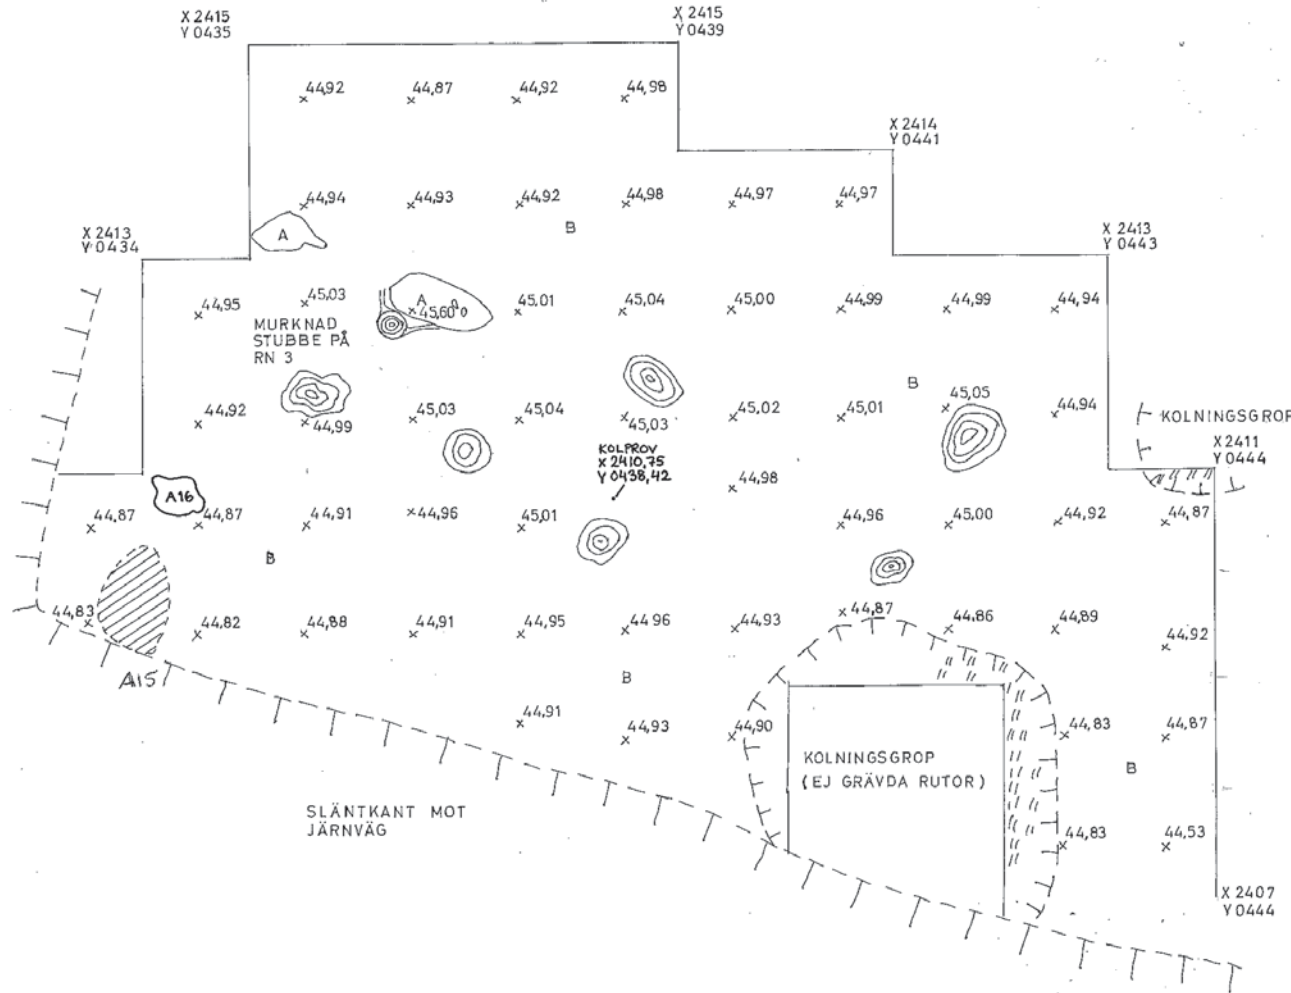 X 2415
Y 0435
X 2415
Y 0439
44,92 44,87 44,92 44,98
X 2414
Y 0441
44,94 44,93 44,92 44,98 44,97 44,97
B
A
X 2413
Y 0434
X 2413
Y 0443
44,95 45,03 A 45,60 45,01 45,04 45,00 44,99 44,99 44,94
MURKNAD
STUBBE PÅ
RN 3
B
44,92 44,99 45,03 45,04 45,03 45,02 45,01 45,05 44,94
KOLNINGSGROP
X 2411
Y 0444
KOLPROV
X 2410,75
Y 0438,42
44,98
A16
44,87 44,87 44,91 44,96 45,01 44,96 45,00 44,92 44,87
B
44,83 44,82 44,88 44,91 44,95 44 96 44,93 44,87 44,86 44,89 44,92
A15
B
44,91 44,93 44,90 44,83 44,87
KOLNINGSGROP
(EJ GRÄVDA RUTOR)
B
SLÄNTKANT MOT
JÄRNVÄG
44,83 44,53
X 2407
Y 0444